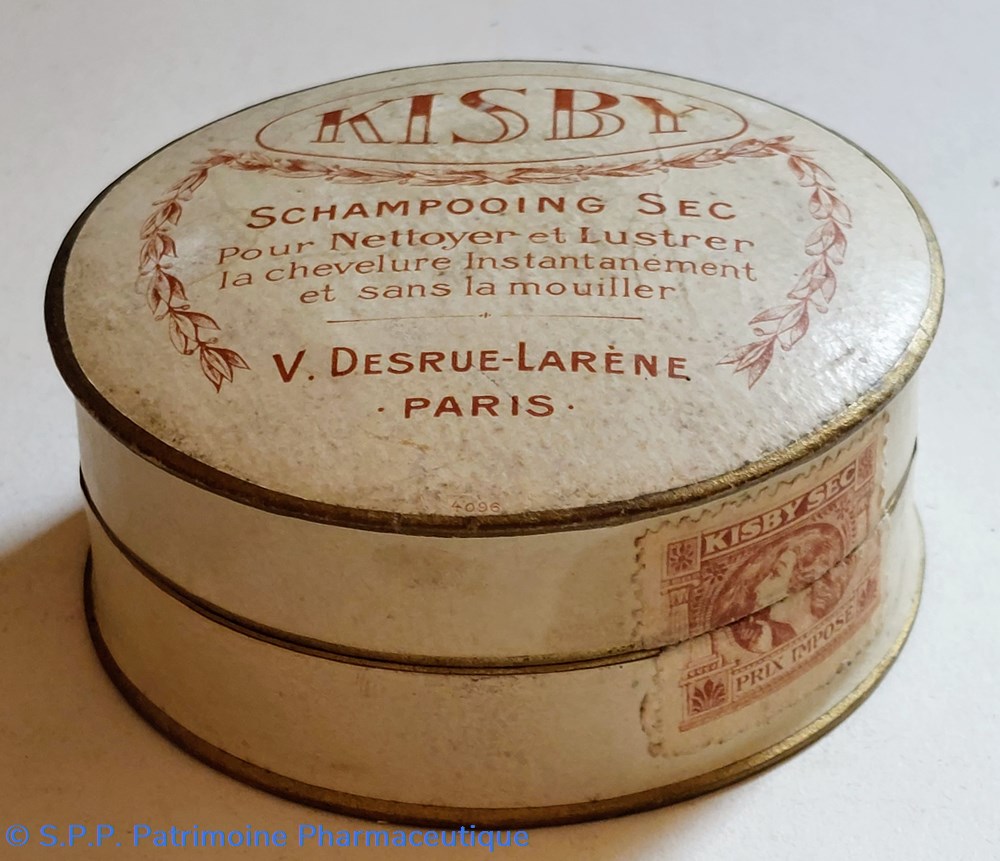 KISBY
SCHAMPOOING SEC
Pour Nettoyer et Lustrer
la chevelure Instantanément
et sans la mouiller
V. DESRUE-LARÈNE
· PARIS ·
4096
KISBY SEC
PRIX IMPOSÉ
© S.P.P. Patrimoine Pharmaceutique